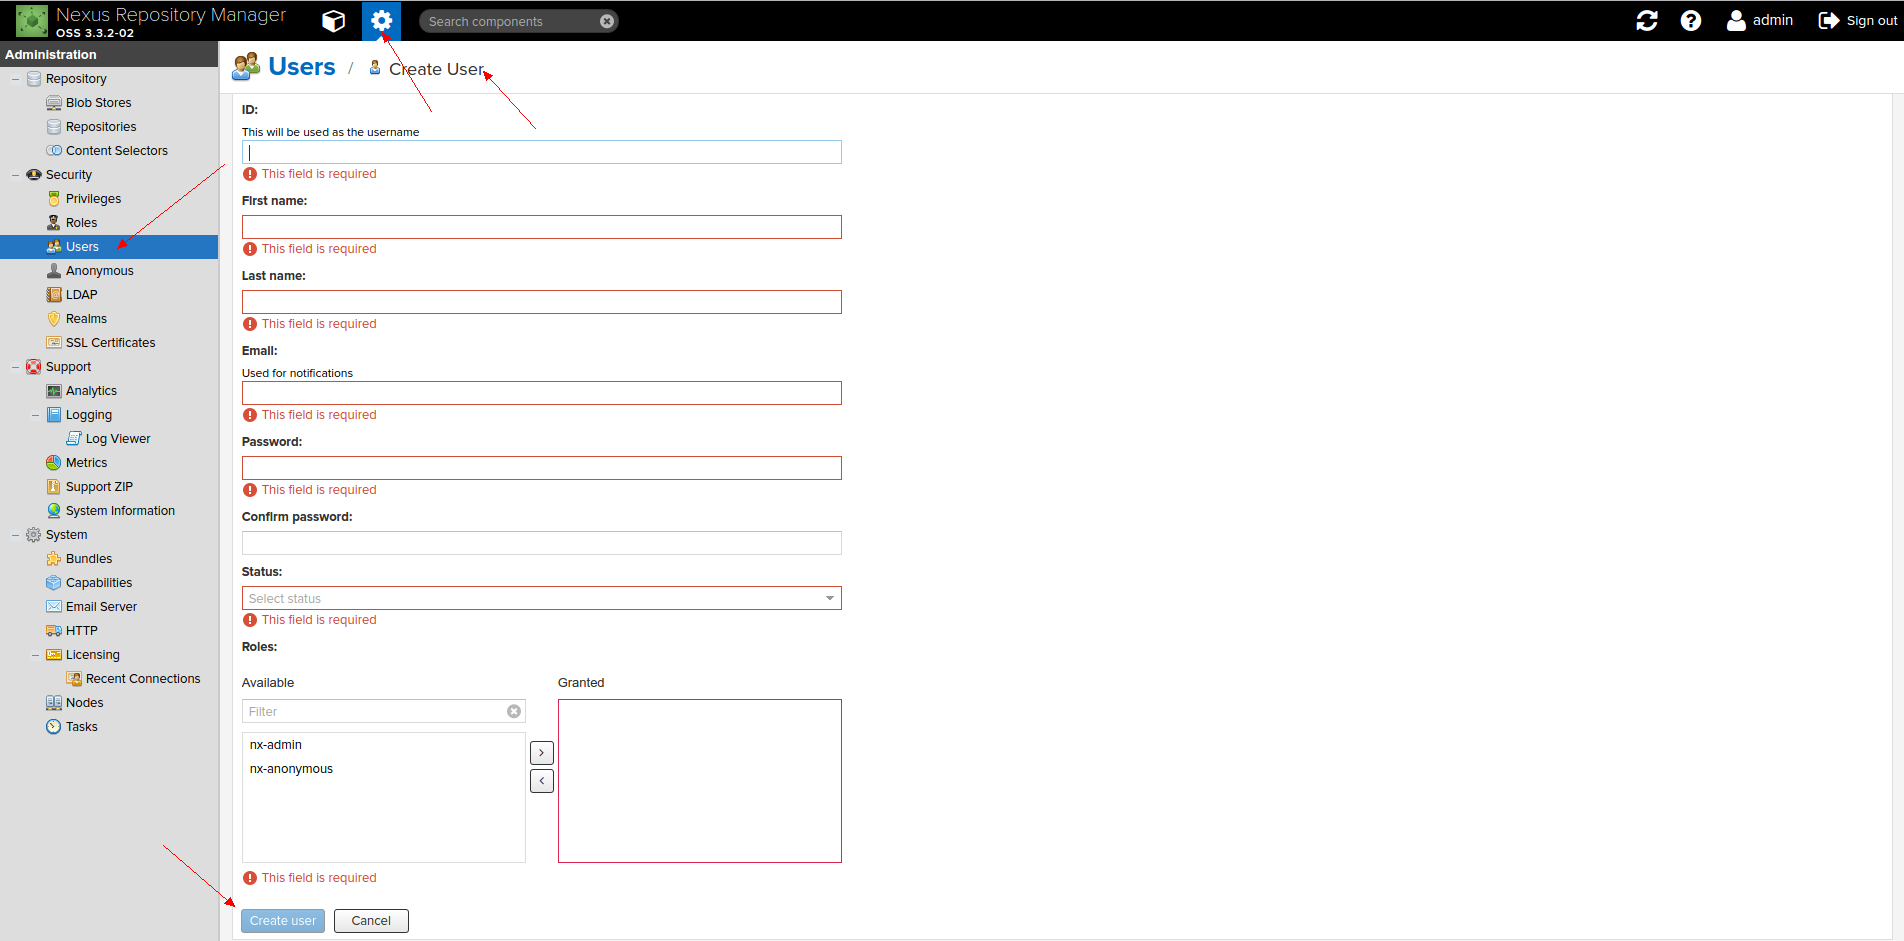 Nexus Repository Manager
OSS 3.3.2-02
Search components
admin
Sign out
Administration
Repository
Blob Stores
Repositories
Content Selectors
Security
Privileges
Roles
Users
Anonymous
LDAP
Realms
SSL Certificates
Support
Analytics
Logging
Log Viewer
Metrics
Support ZIP
System Information
System
Bundles
Capabilities
Email Server
HTTP
Licensing
Recent Connections
Nodes
Tasks
Users / Create User
ID:
This will be used as the username
This field is required
First name:
This field is required
Last name:
This field is required
Email:
Used for notifications
This field is required
Password:
This field is required
Confirm password:
Status:
Select status
This field is required
Roles:
Available
Granted
Filter
nx-admin
nx-anonymous
>
<
This field is required
Create user
Cancel